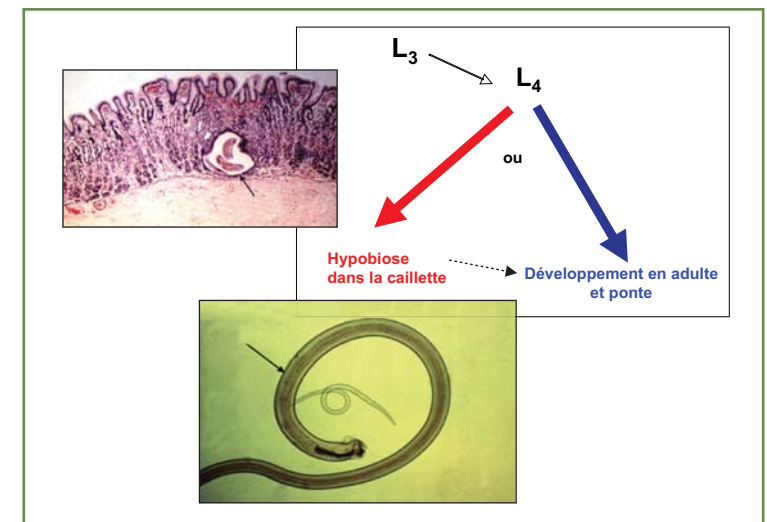 L₃
L₄
ou
Hypobiose
dans la caillette
Développement en adulte
et ponte